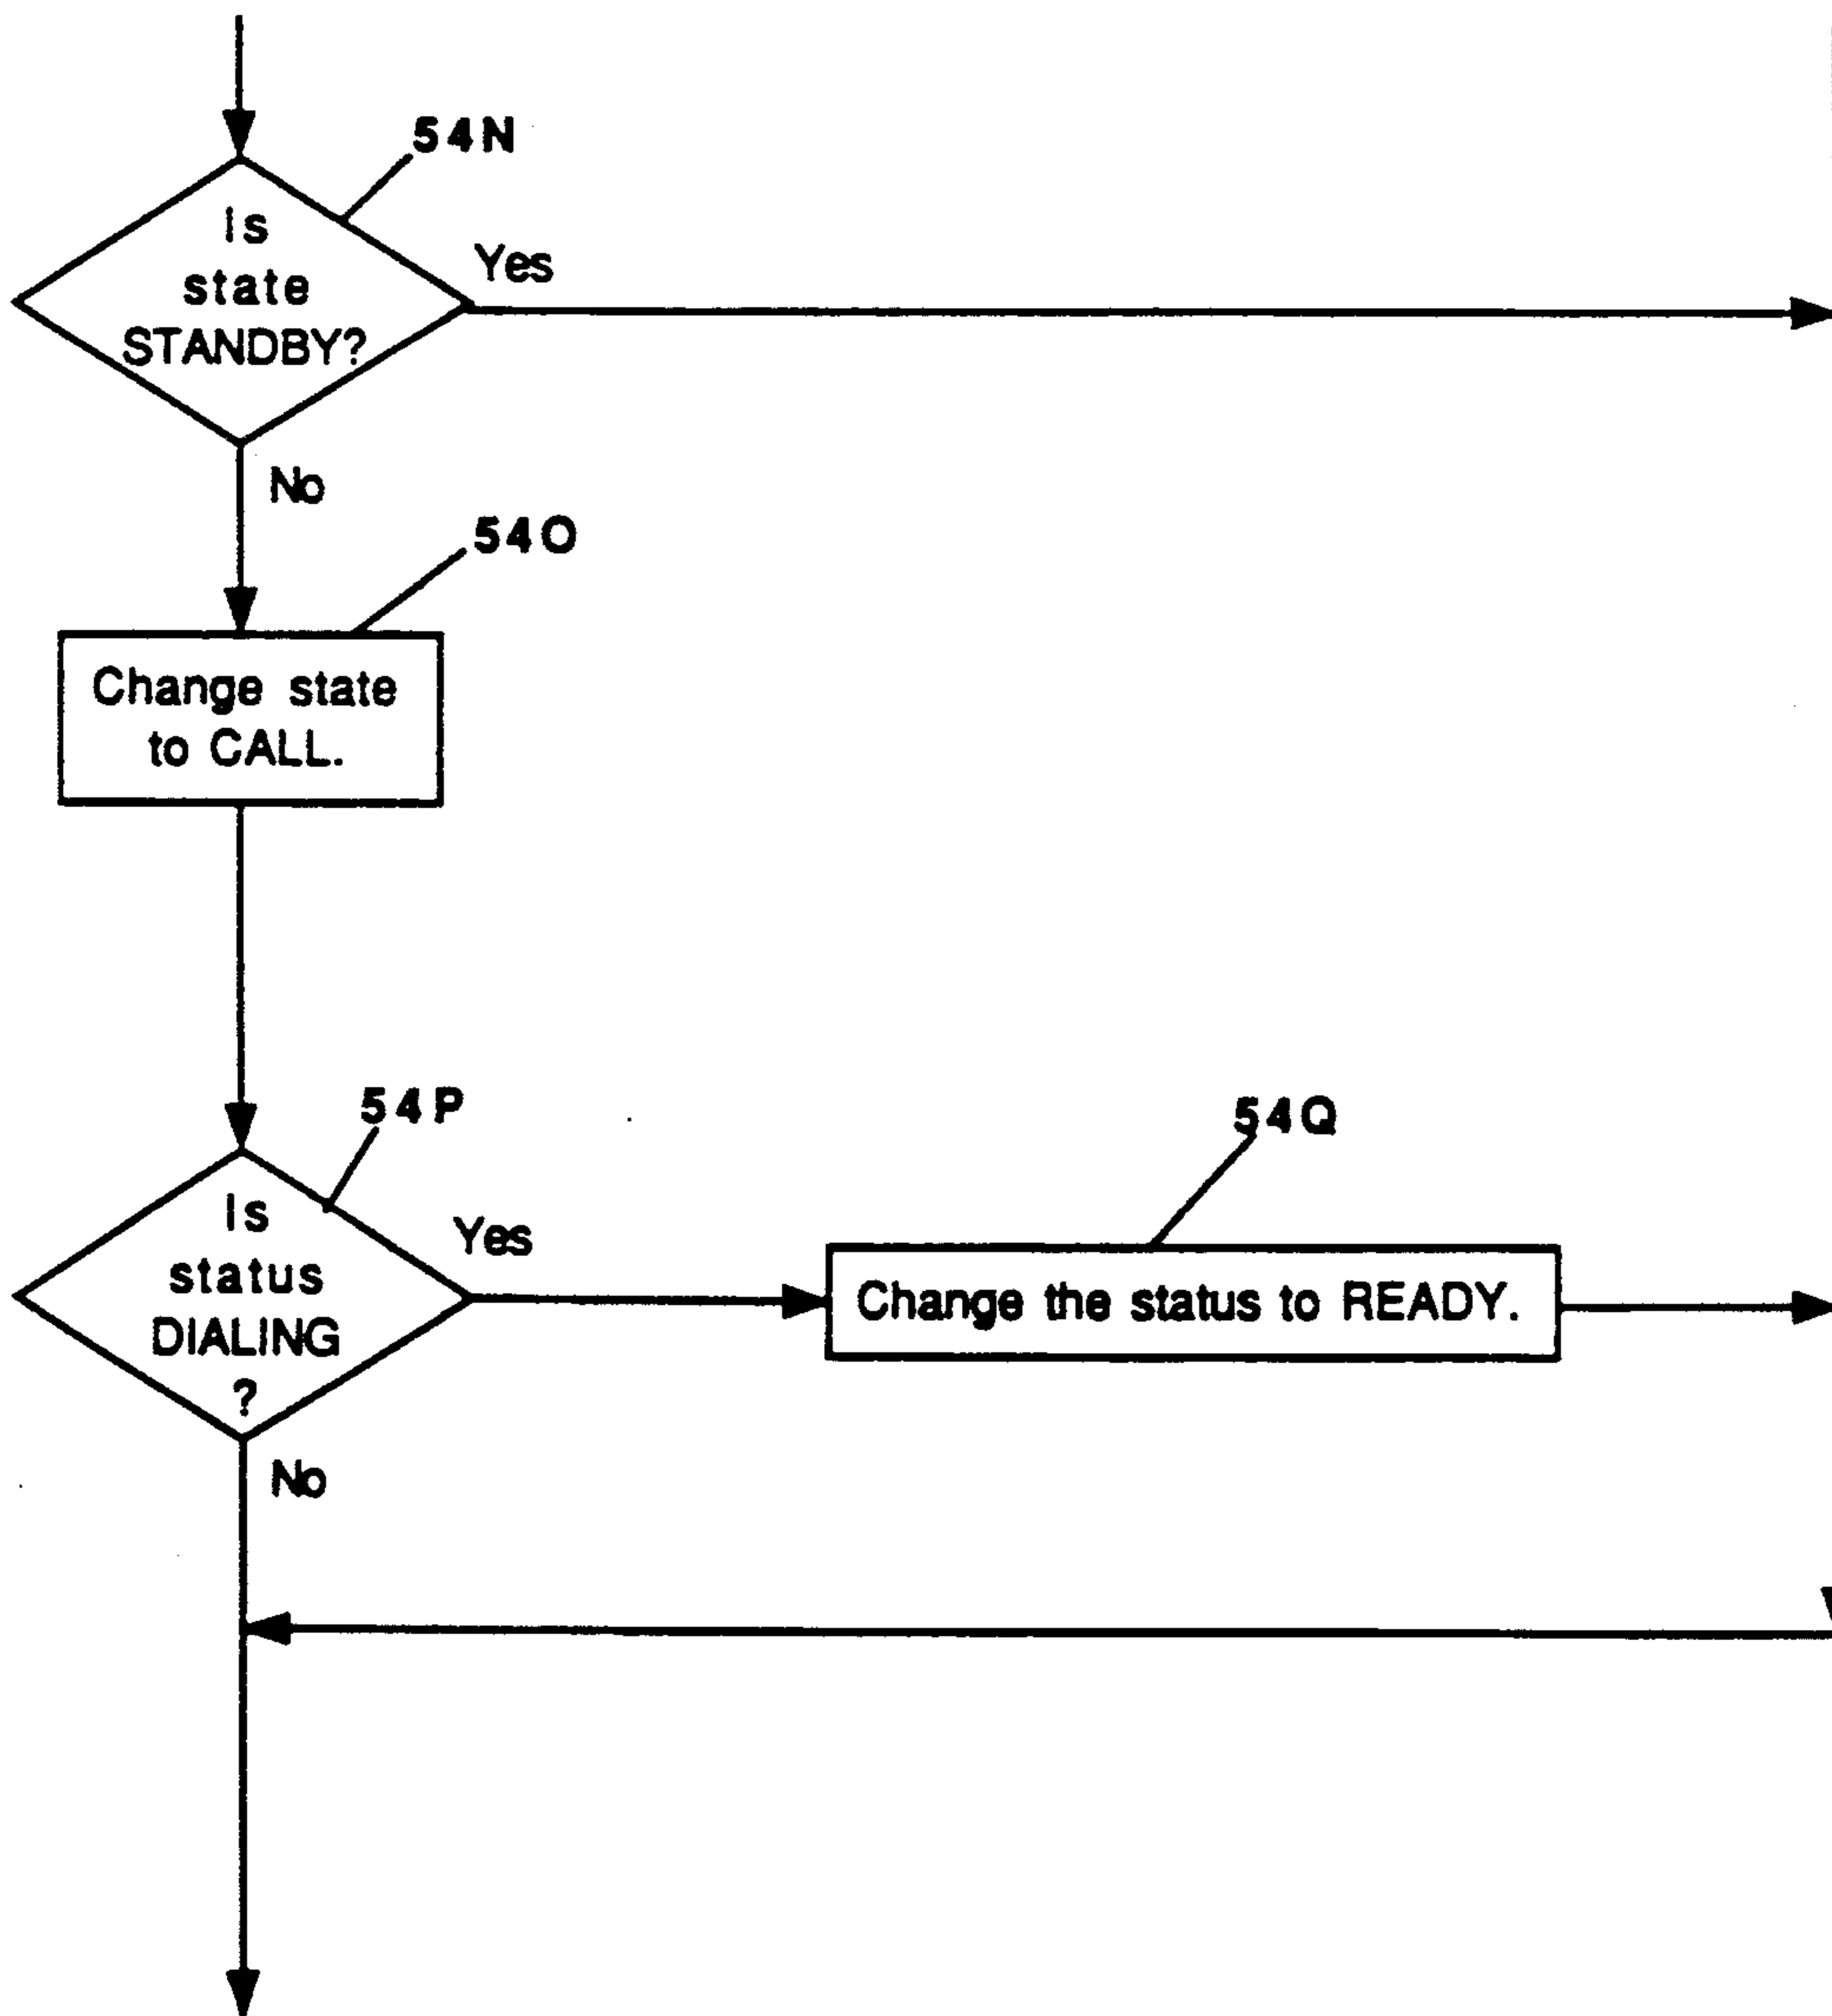 54N
Is
state
STANDBY?
Yes
No
54O
Change state
to CALL.
54P
Is
status
DIALING
?
Yes
54Q
Change the status to READY.
No